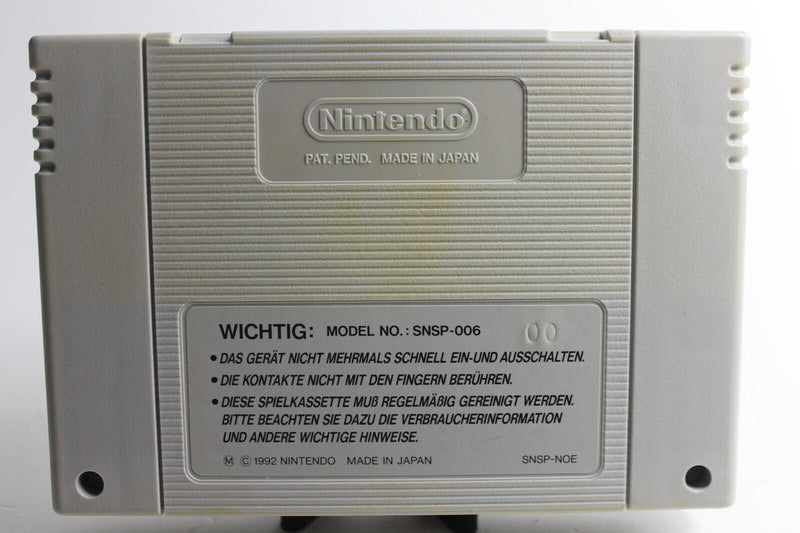 Nintendo®
PAT. PEND. MADE IN JAPAN
WICHTIG: MODEL NO.: SNSP-006 00
• DAS GERÄT NICHT MEHRMALS SCHNELL EIN-UND AUSSCHALTEN.
• DIE KONTAKTE NICHT MIT DEN FINGERN BERÜHREN.
• DIESE SPIELKASSETTE MUß REGELMÄßIG GEREINIGT WERDEN.
BITTE BEACHTEN SIE DAZU DIE VERBRAUCHERINFORMATION
UND ANDERE WICHTIGE HINWEISE.
Ⓜ © 1992 NINTENDO MADE IN JAPAN SNSP-NOE